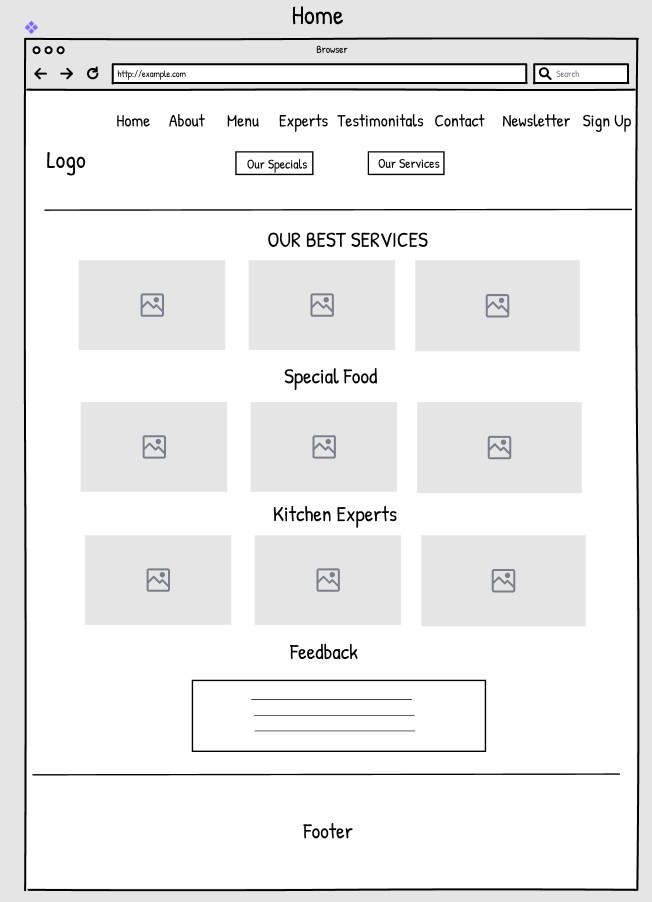 Home
Browser
http://example.com
Search
Home About Menu Experts Testimonitals Contact Newsletter Sign Up
Logo
Our Specials
Our Services
OUR BEST SERVICES
Special Food
Kitchen Experts
Feedback
Footer